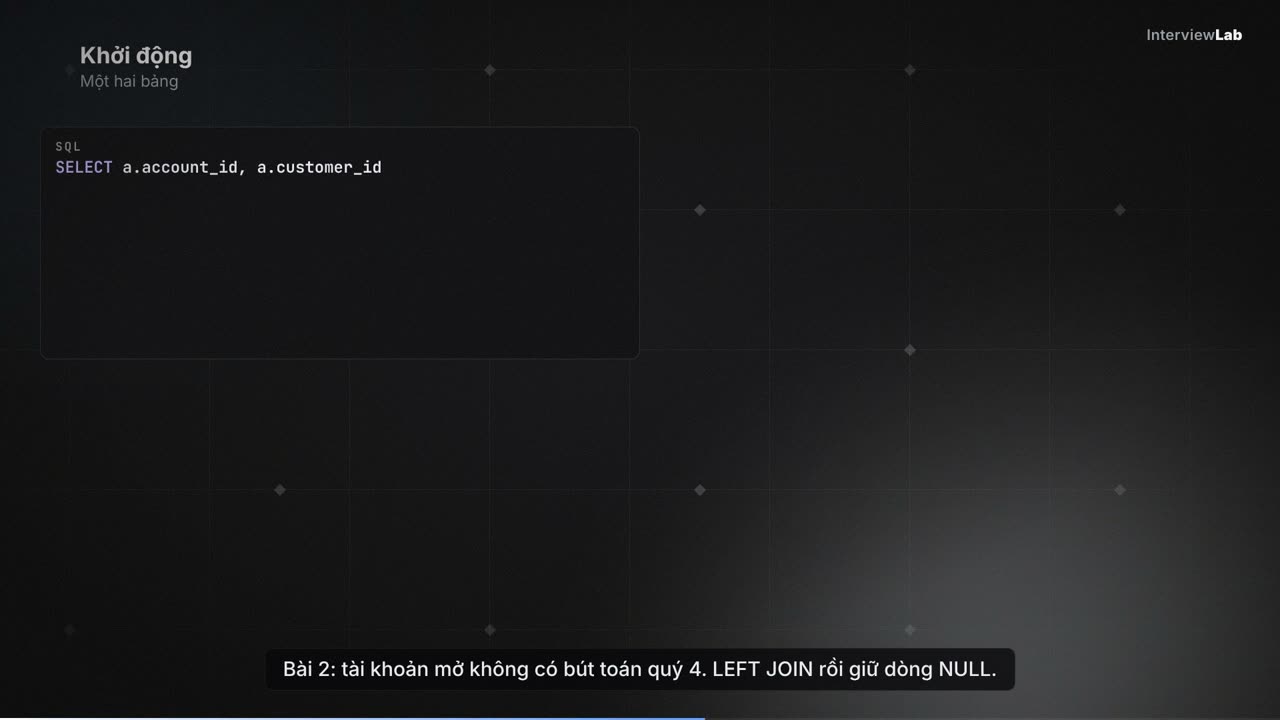 Khởi động
Một hai bảng
InterviewLab
SQL
SELECT a.account_id, a.customer_id
Bài 2: tài khoản mở không có bút toán quý 4. LEFT JOIN rồi giữ dòng NULL.